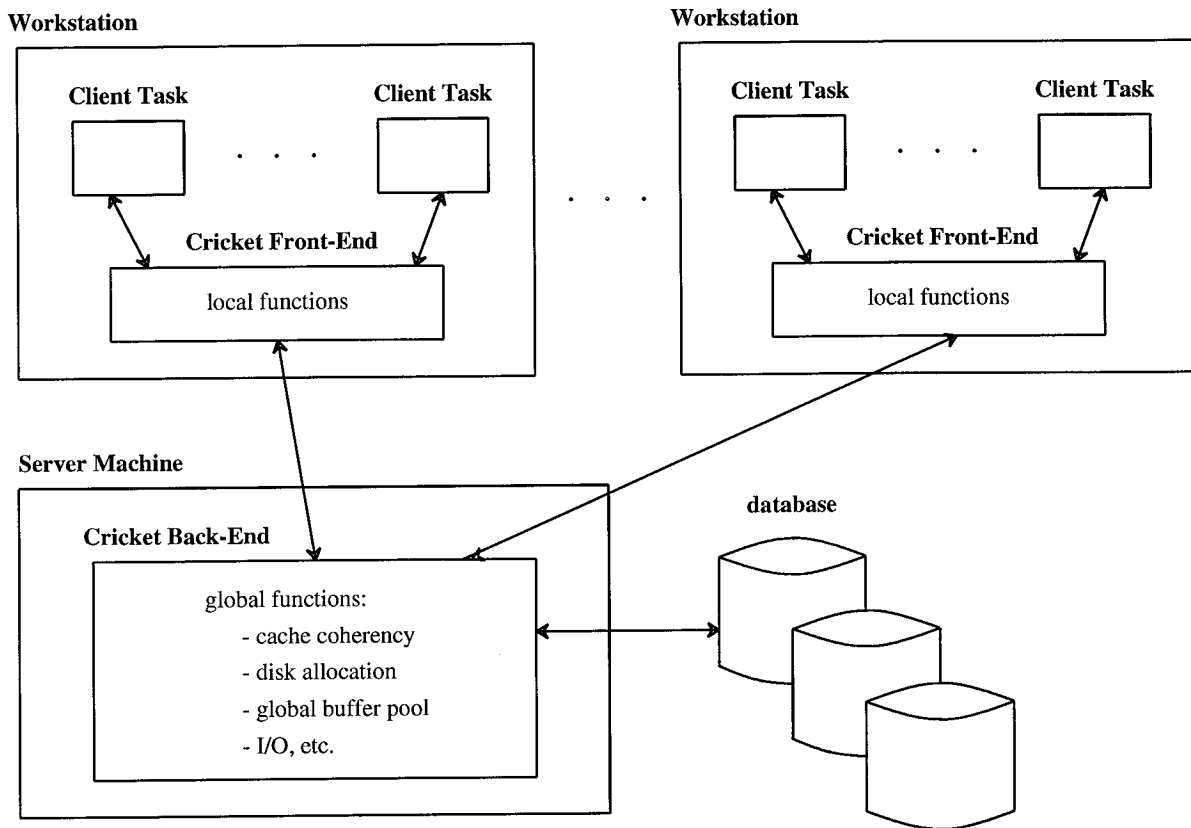 Workstation
Client Task
Client Task
Cricket Front-End
local functions
Workstation
Client Task
Client Task
Cricket Front-End
local functions
Server Machine
Cricket Back-End
global functions:
- cache coherency
- disk allocation
- global buffer pool
- I/O, etc.
database